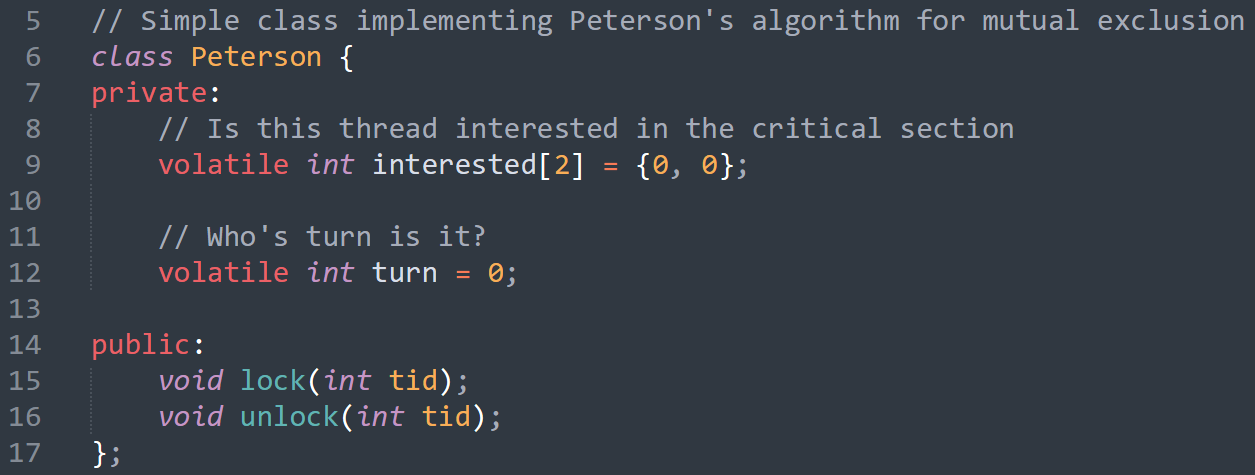 5 // Simple class implementing Peterson's algorithm for mutual exclusion
6 class Peterson {
7 private:
8     // Is this thread interested in the critical section
9     volatile int interested[2] = {0, 0};
10
11     // Who's turn is it?
12     volatile int turn = 0;
13
14 public:
15     void lock(int tid);
16     void unlock(int tid);
17 };